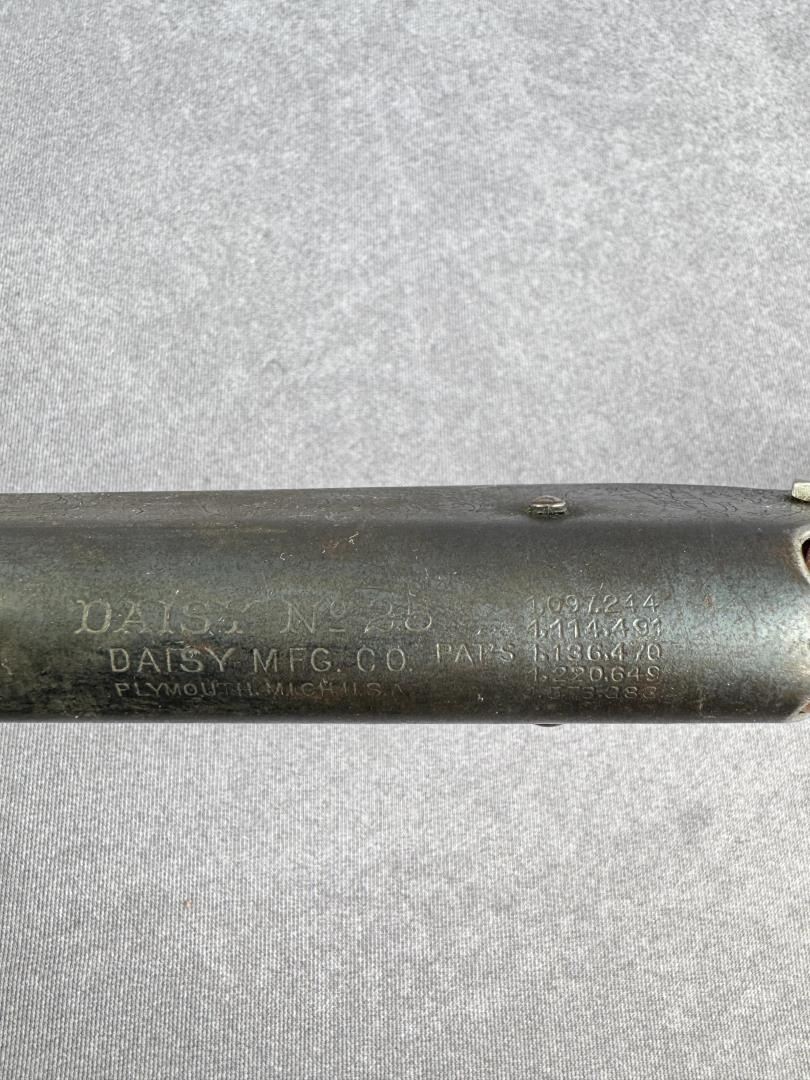 DAISY Nº 25
DAISY MFG. CO.
PLYMOUTH, MICH. U.S.A.
PAT'S
1.097.244
1.114.491
1.136.470
1.220.649